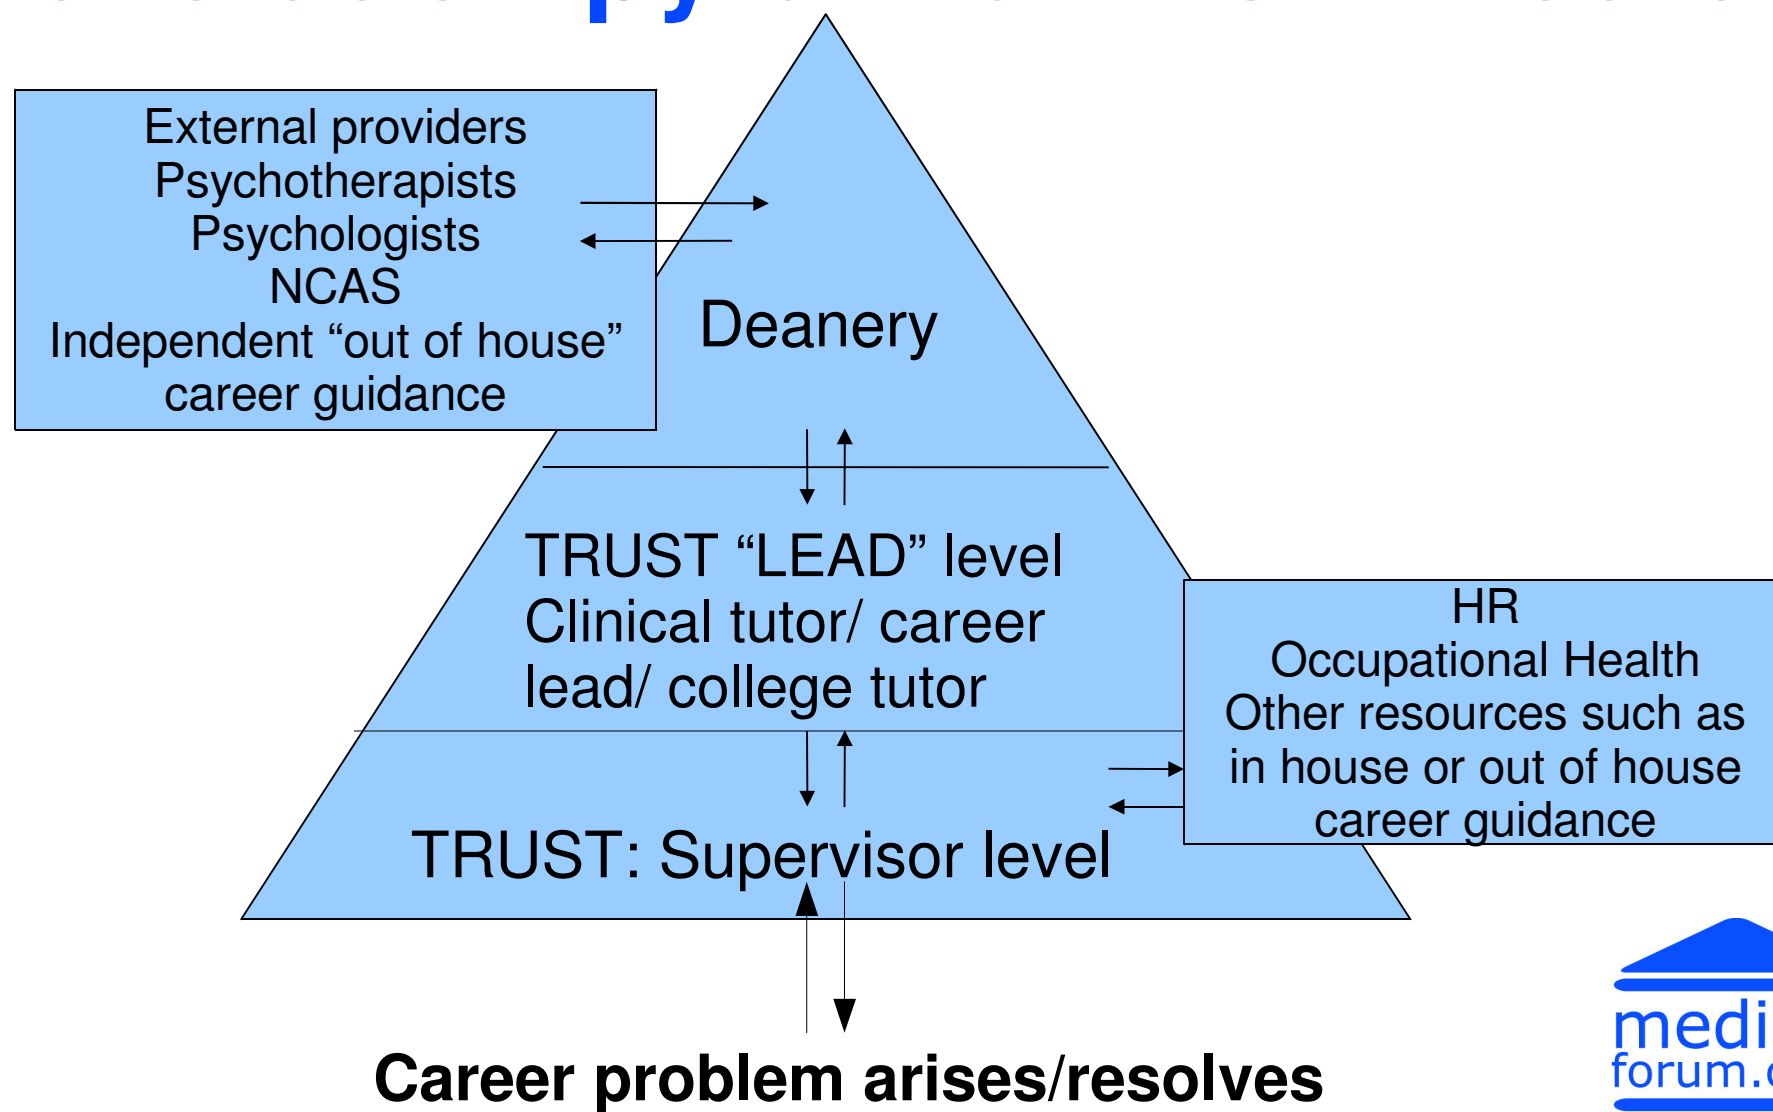 External providers
Psychotherapists
Psychologists
NCAS
Independent “out of house”
career guidance
Deanery
TRUST “LEAD” level
Clinical tutor/ career
lead/ college tutor
HR
Occupational Health
Other resources such as
in house or out of house
career guidance
TRUST: Supervisor level
Career problem arises/resolves
medi
forum.